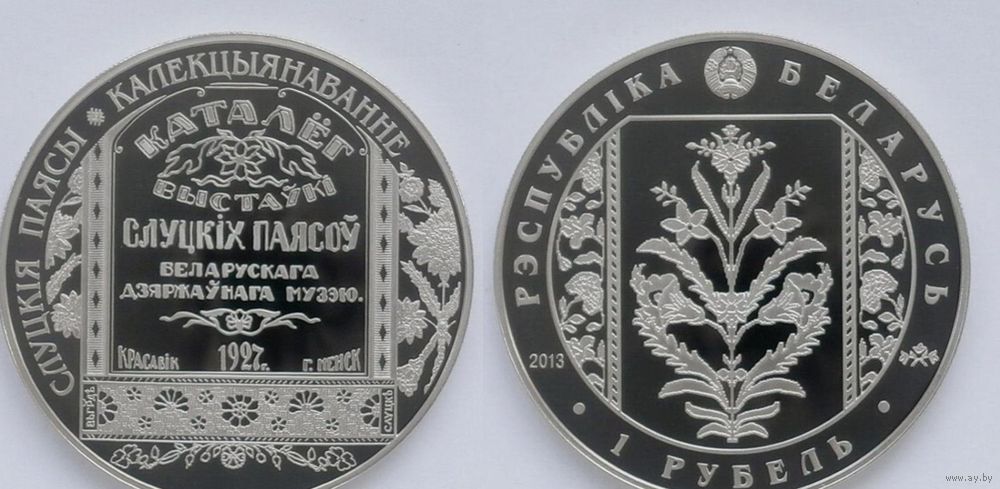 СЛУЦКІЯ ПАЯСЫ * КАЛЕКЦЫЯНАВАННЕ
КАТАЛЁГ
ВЫСТАЎКІ
СЛУЦКІХ ПАЯСОЎ
БЕЛАРУСКАГА
ДЗЯРЖАЎНАГА МУЗЭЮ.
КРАСАВІК 1927г. Г. МЕНСК
РЭСПУБЛІКА БЕЛАРУСЬ
2013
• 1 РУБЕЛЬ •
www.ay.by